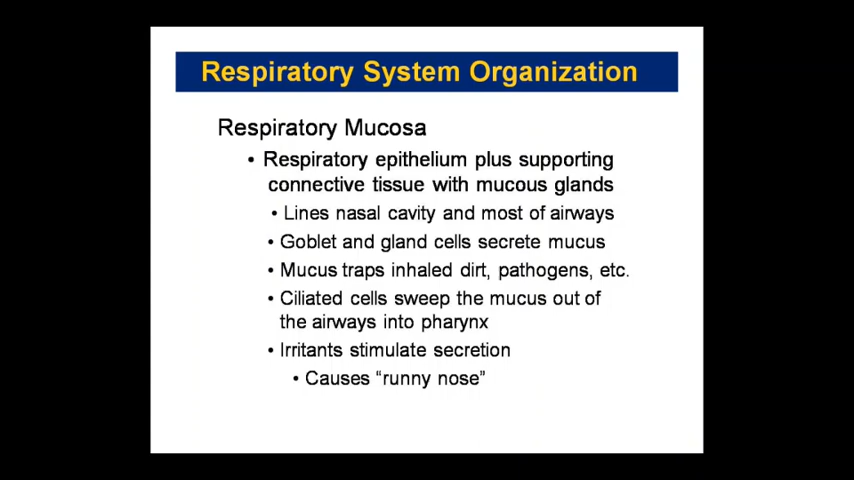 Respiratory System Organization
Respiratory Mucosa
• Respiratory epithelium plus supporting
connective tissue with mucous glands
• Lines nasal cavity and most of airways
• Goblet and gland cells secrete mucus
• Mucus traps inhaled dirt, pathogens, etc.
• Ciliated cells sweep the mucus out of
the airways into pharynx
• Irritants stimulate secretion
• Causes “runny nose”